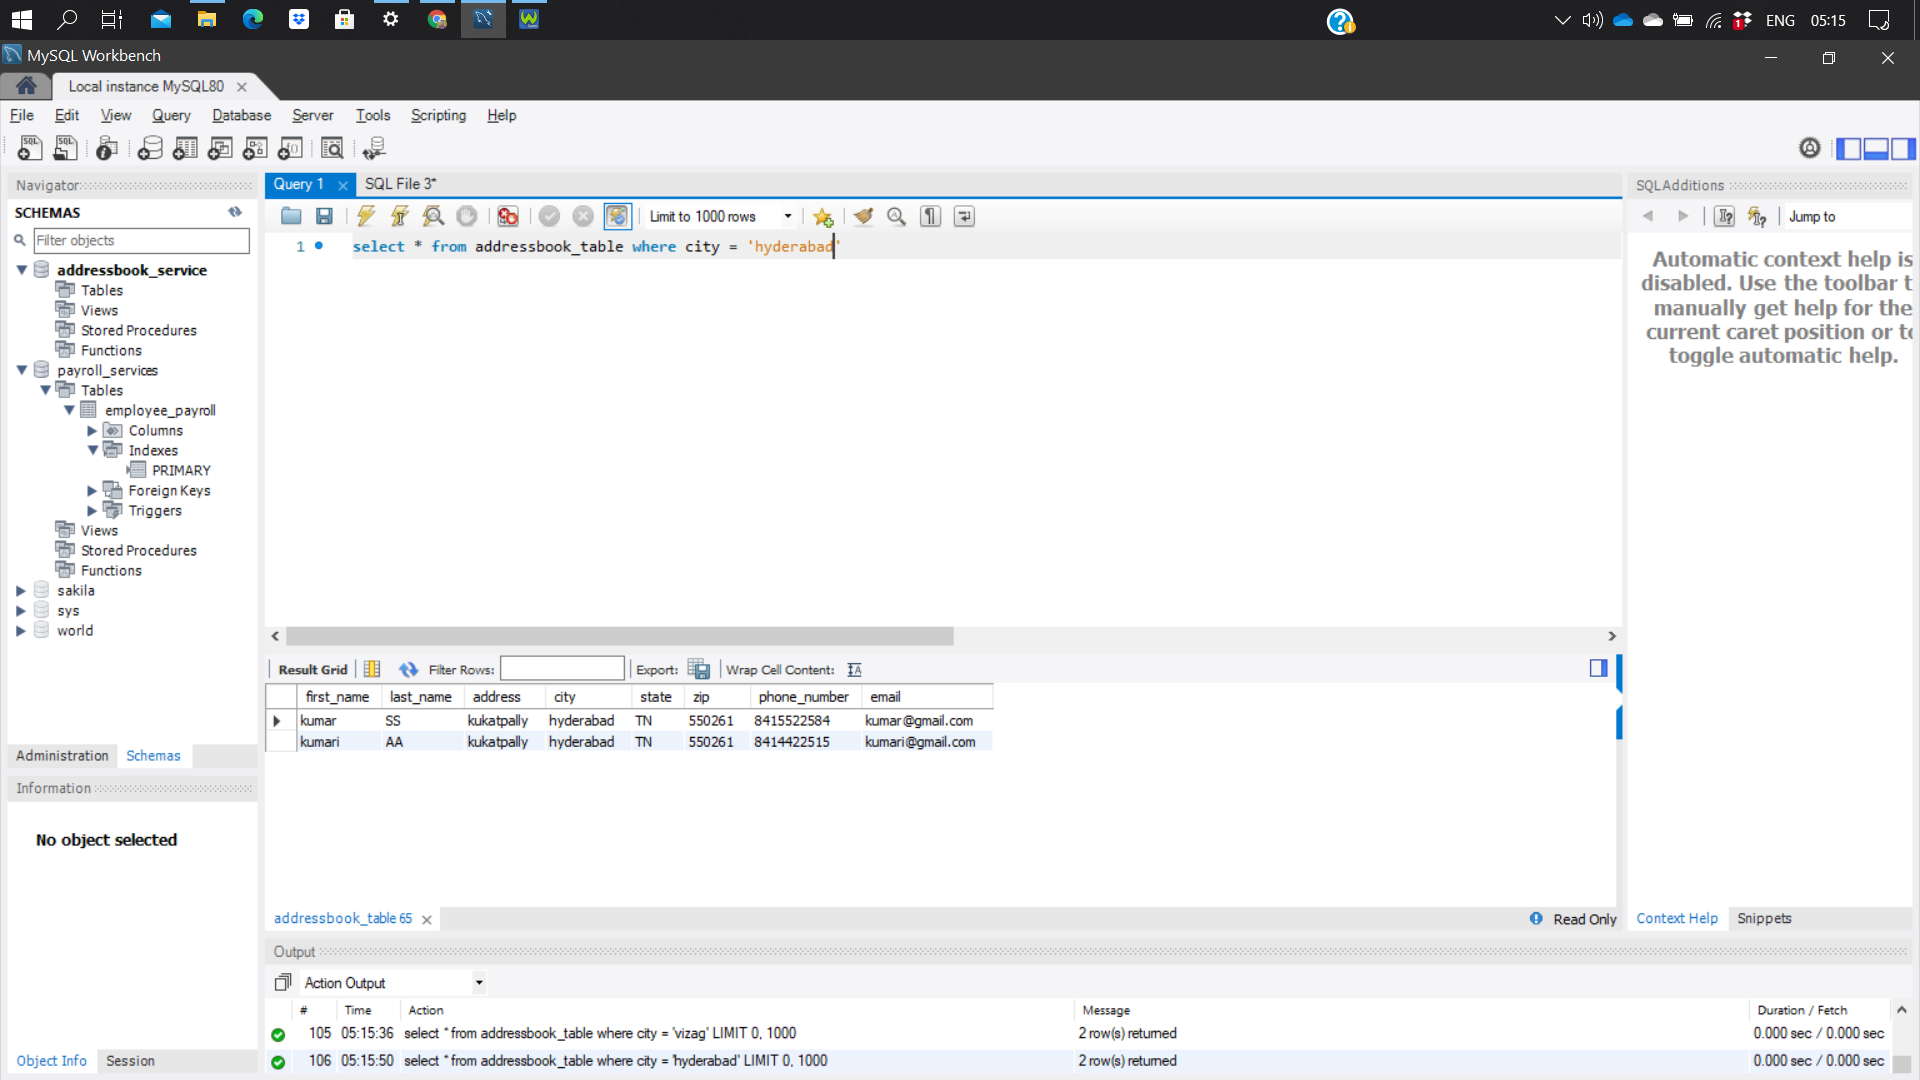 ENG 05:15
MySQL Workbench
Local instance MySQL80
File Edit View Query Database Server Tools Scripting Help
Navigator
SCHEMAS
Filter objects
addressbook_service
Tables
Views
Stored Procedures
Functions
payroll_services
Tables
employee_payroll
Columns
Indexes
PRIMARY
Foreign Keys
Triggers
Views
Stored Procedures
Functions
sakila
sys
world
Administration Schemas
Information
No object selected
Object Info Session
Query 1 SQL File 3*
Limit to 1000 rows
1 select * from addressbook_table where city = 'hyderabad'
Result Grid Filter Rows: Export: Wrap Cell Content:
first_name last_name address city state zip phone_number email
kumar SS kukatpally hyderabad TN 550261 8415522584 kumar@gmail.com
kumari AA kukatpally hyderabad TN 550261 8414422515 kumari@gmail.com
addressbook_table 65 Read Only
Output
Action Output
# Time Action Message Duration / Fetch
105 05:15:36 select * from addressbook_table where city = 'vizag' LIMIT 0, 1000 2 row(s) returned 0.000 sec / 0.000 sec
106 05:15:50 select * from addressbook_table where city = 'hyderabad' LIMIT 0, 1000 2 row(s) returned 0.000 sec / 0.000 sec
SQLAdditions
Jump to
Automatic context help is
disabled. Use the toolbar t
manually get help for the
current caret position or to
toggle automatic help.
Context Help Snippets